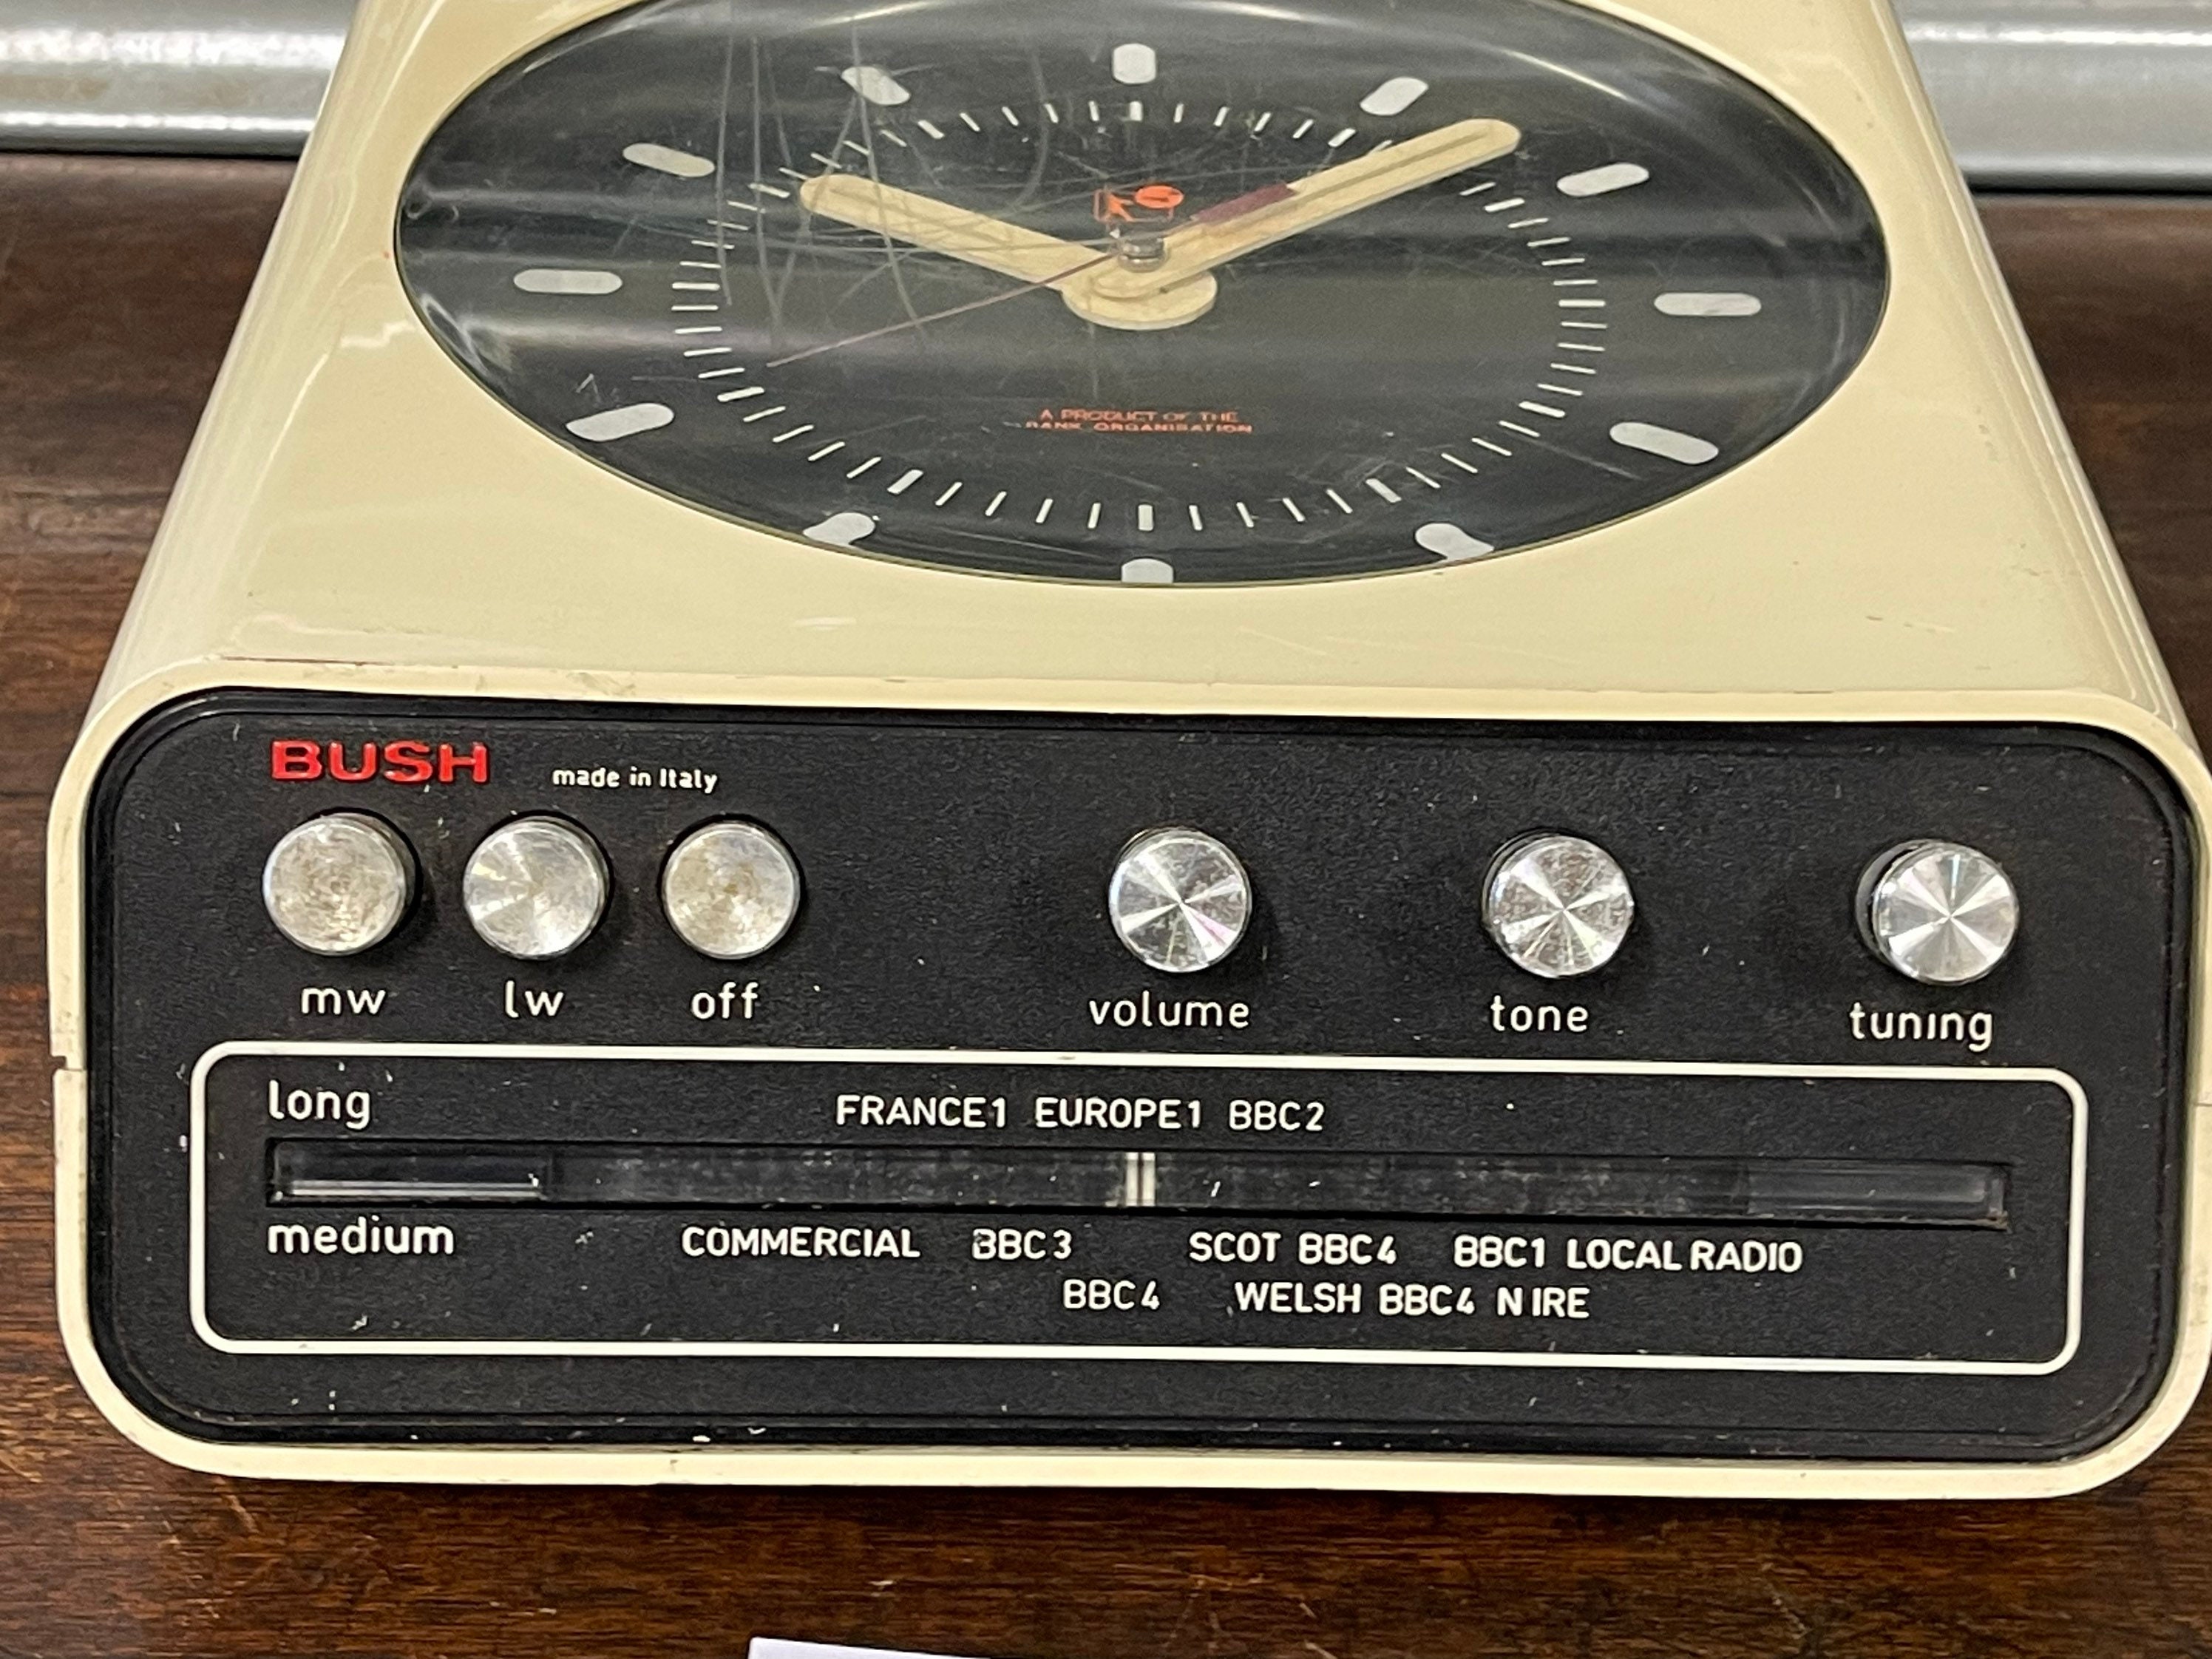 A PRODUCT OF THE
RANK ORGANISATION
BUSH made in Italy
mw lw off volume tone tuning
long FRANCE1 EUROPE1 BBC2
medium COMMERCIAL BBC3 SCOT BBC4 BBC1 LOCAL RADIO
BBC4 WELSH BBC4 N IRE